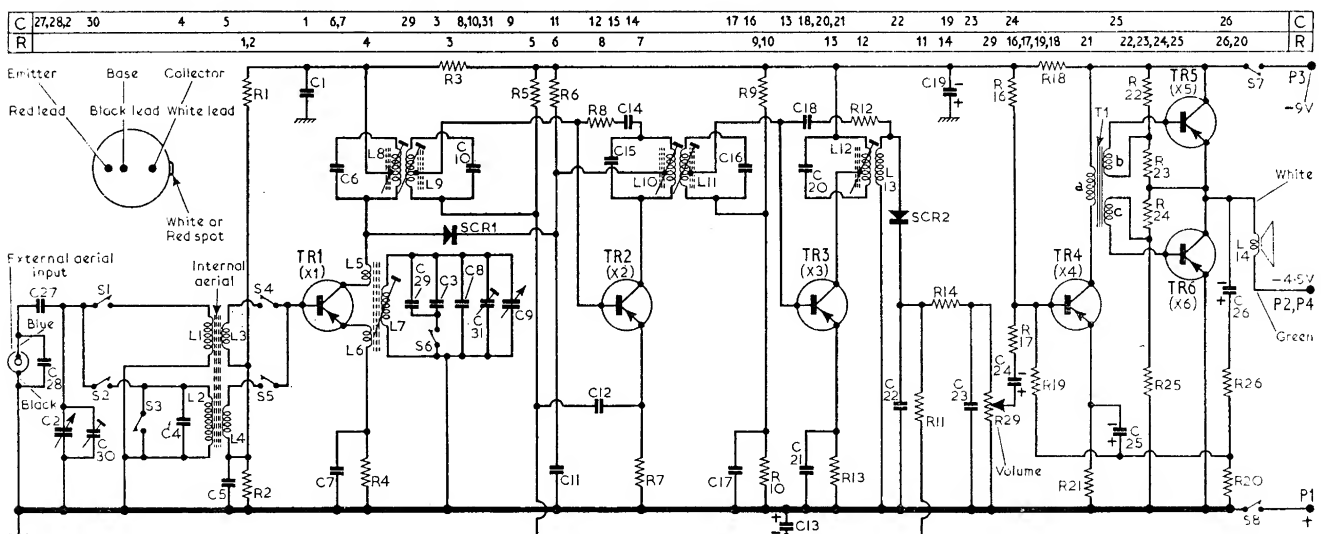 C 27,28,2 30 4 5 1 6,7 29 3 8,10,31 9 11 12 15 14 17 16 13 18,20,21 22 19 23 24 25 26 C
R 1,2 4 3 5 6 8 7 9,10 13 12 11 14 29 16,17,19,18 21 22,23,24,25 26,20 R
Emitter Base Collector
Red lead Black lead White lead
White or
Red spot
R1 C1 R3 R5 R6 R8 C14 R9 C18 R12 C19 - + R16 R18 R22 TR5 (X5) S7 P3 -9V
C6 L8 L9 C10 C15 L10 L11 C16 C20 L12 L13 T1 a b c R23 R24
SCR1 SCR2 White
External aerial
input
C27 S1 Internal
aerial
S4 TR1 (X1) L5 L6 L7 C29 C3 C8 C31 C9 S6
TR2 (X2) TR3 (X3) R14 TR4 (X4) TR6 (X6) L14 -4·5V P2,P4
Blue L1 L3 R17 - + C26 Green
C28 Black S2 S3 L2 S5 C24 - + R19 R25 R26
C2 C30 C4 L4 C12 C22 R11 C23 R29 Volume - + C25
C5 R2 C7 R4 C11 R7 C17 R10 C21 R13 R21 R20
+ C13 S8 P1 +